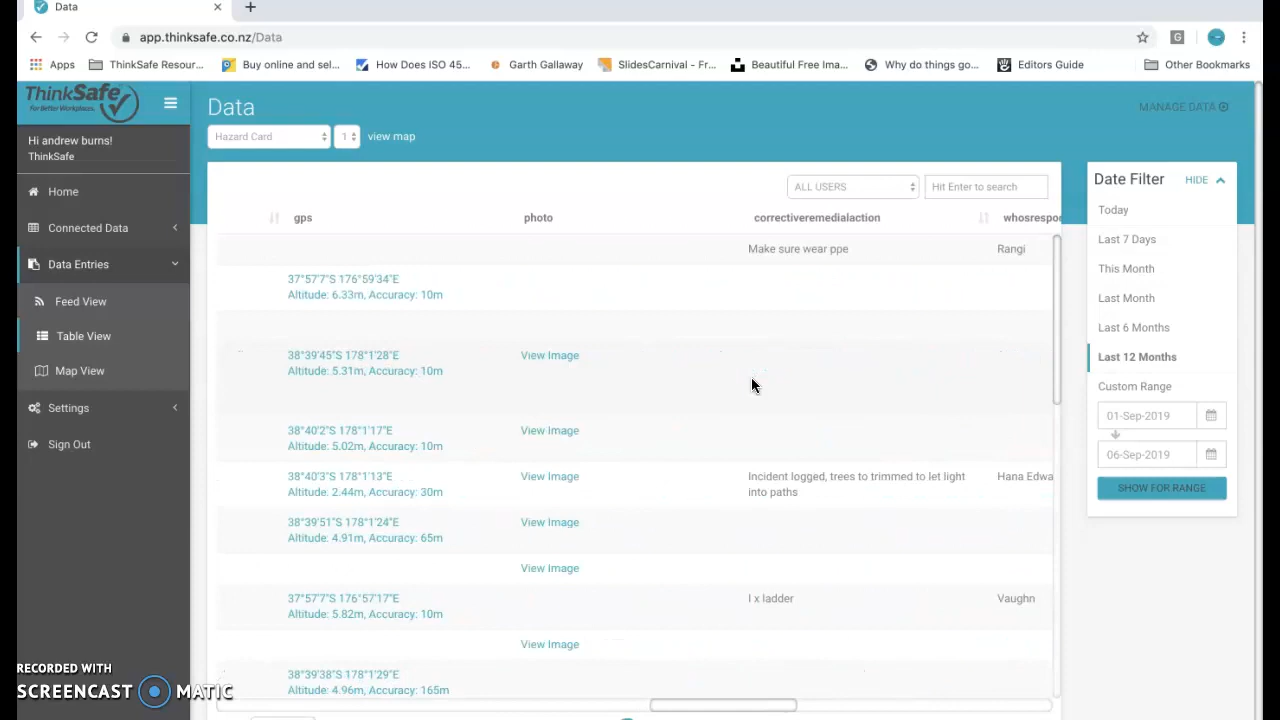 Data
app.thinksafe.co.nz/Data
Apps ThinkSafe Resour... Buy online and sel... How Does ISO 45... Garth Gallaway SlidesCarnival - Fr... Beautiful Free Ima... Why do things go... Editors Guide Other Bookmarks
ThinkSafe
For Better Workplaces
Hi andrew burns!
ThinkSafe
Home
Connected Data
Data Entries
Feed View
Table View
Map View
Settings
Sign Out
Data
MANAGE DATA
Hazard Card 1 view map
ALL USERS Hit Enter to search
gps photo correctiveremedialaction whosrespo
Make sure wear ppe Rangi
37°57'7"S 176°59'34"E
Altitude: 6.33m, Accuracy: 10m
38°39'45"S 178°1'28"E View Image
Altitude: 5.31m, Accuracy: 10m
38°40'2"S 178°1'17"E View Image
Altitude: 5.02m, Accuracy: 10m
38°40'3"S 178°1'13"E View Image Incident logged, trees to trimmed to let light Hana Edwa
Altitude: 2.44m, Accuracy: 30m into paths
38°39'51"S 178°1'24"E View Image
Altitude: 4.91m, Accuracy: 65m
View Image
37°57'7"S 176°57'17"E I x ladder Vaughn
Altitude: 5.82m, Accuracy: 10m
View Image
38°39'38"S 178°1'29"E
Altitude: 4.96m, Accuracy: 165m
Date Filter HIDE
Today
Last 7 Days
This Month
Last Month
Last 6 Months
Last 12 Months
Custom Range
01-Sep-2019
06-Sep-2019
SHOW FOR RANGE
RECORDED WITH
SCREENCAST MATIC